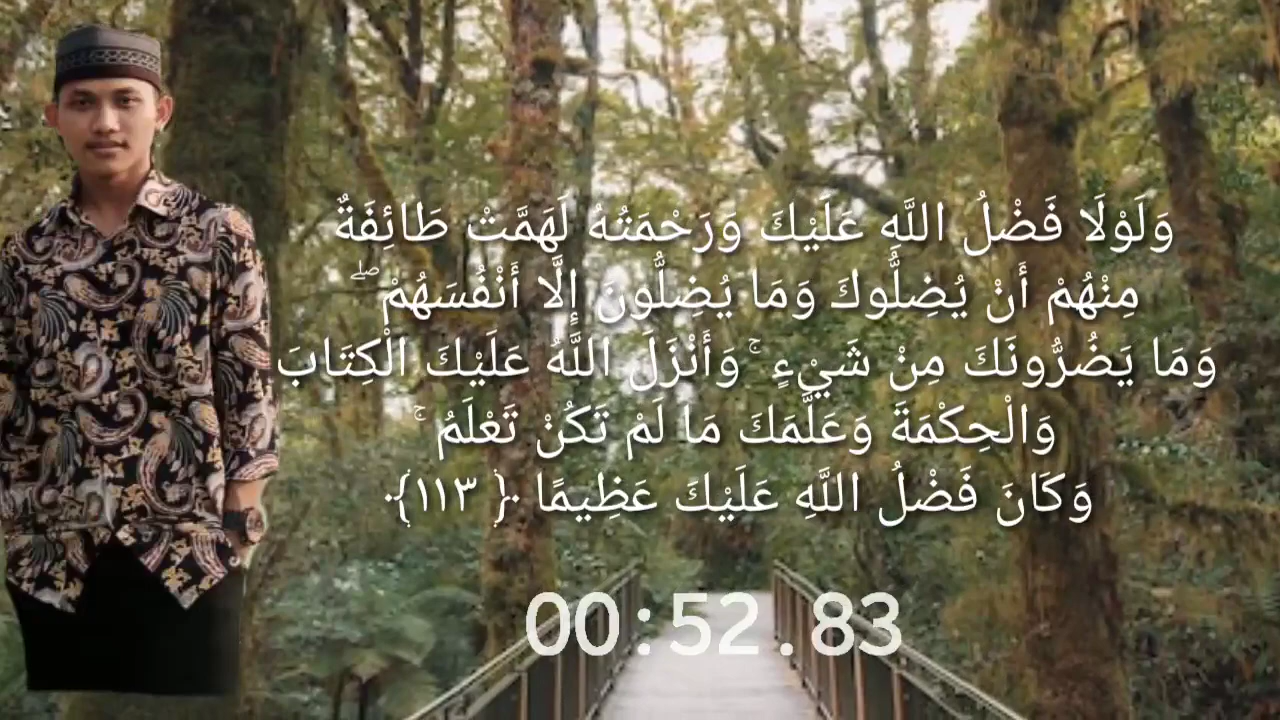 وَلَوْلَا فَضْلُ اللَّهِ عَلَيْكَ وَرَحْمَتُهُ لَهَمَّتْ طَائِفَةٌ
مِنْهُمْ أَنْ يُضِلُّوكَ وَمَا يُضِلُّونَ إِلَّا أَنْفُسَهُمْ ۖ
وَمَا يَضُرُّونَكَ مِنْ شَيْءٍ ۚ وَأَنْزَلَ اللَّهُ عَلَيْكَ الْكِتَابَ
وَالْحِكْمَةَ وَعَلَّمَكَ مَا لَمْ تَكُنْ تَعْلَمُ ۚ
وَكَانَ فَضْلُ اللَّهِ عَلَيْكَ عَظِيمًا ﴿١١٣﴾
00:52.83